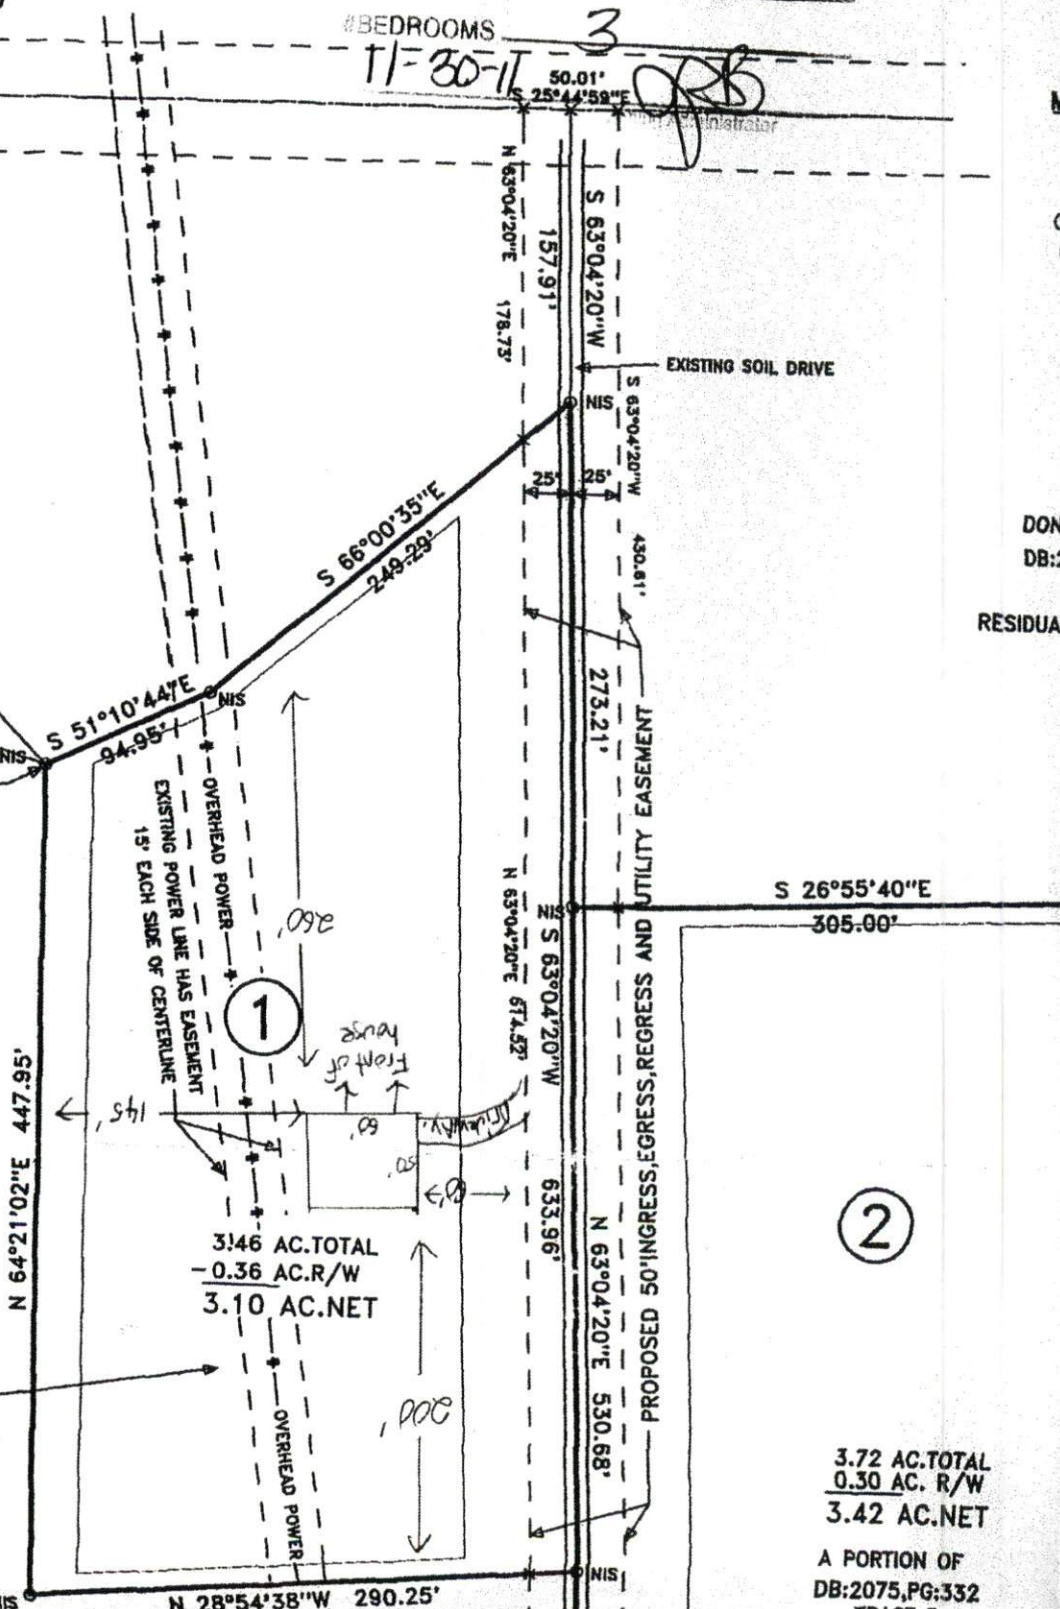 #BEDROOMS 3
11-30-11
50.01'
S 25°44'59"E
Administrator
N 63°04'20"E 178.73'
157.91'
S 63°04'20"W
EXISTING SOIL DRIVE
NIS
S 63°04'20"W 430.61'
25' 25'
S 66°00'35"E
249.29'
273.21'
NIS
S 51°10'44"E
94.95'
NIS
DON
DB:2
RESIDUA
OVERHEAD POWER
EXISTING POWER LINE HAS EASEMENT
15' EACH SIDE OF CENTERLINE
260'
1
Front of
house
145'
60'
50'
Driveway
60'
N 63°04'20"E 614.52'
NIS
S 63°04'20"W 633.96'
S 26°55'40"E
305.00'
PROPOSED 50'INGRESS,EGRESS,REGRESS AND UTILITY EASEMENT
N 64°21'02"E 447.95'
2
3.46 AC.TOTAL
-0.36 AC.R/W
3.10 AC.NET
N 63°04'20"E 530.68'
200'
OVERHEAD POWER
3.72 AC.TOTAL
0.30 AC. R/W
3.42 AC.NET
A PORTION OF
DB:2075,PG:332
NIS
N 28°54'38"W 290.25'
NIS